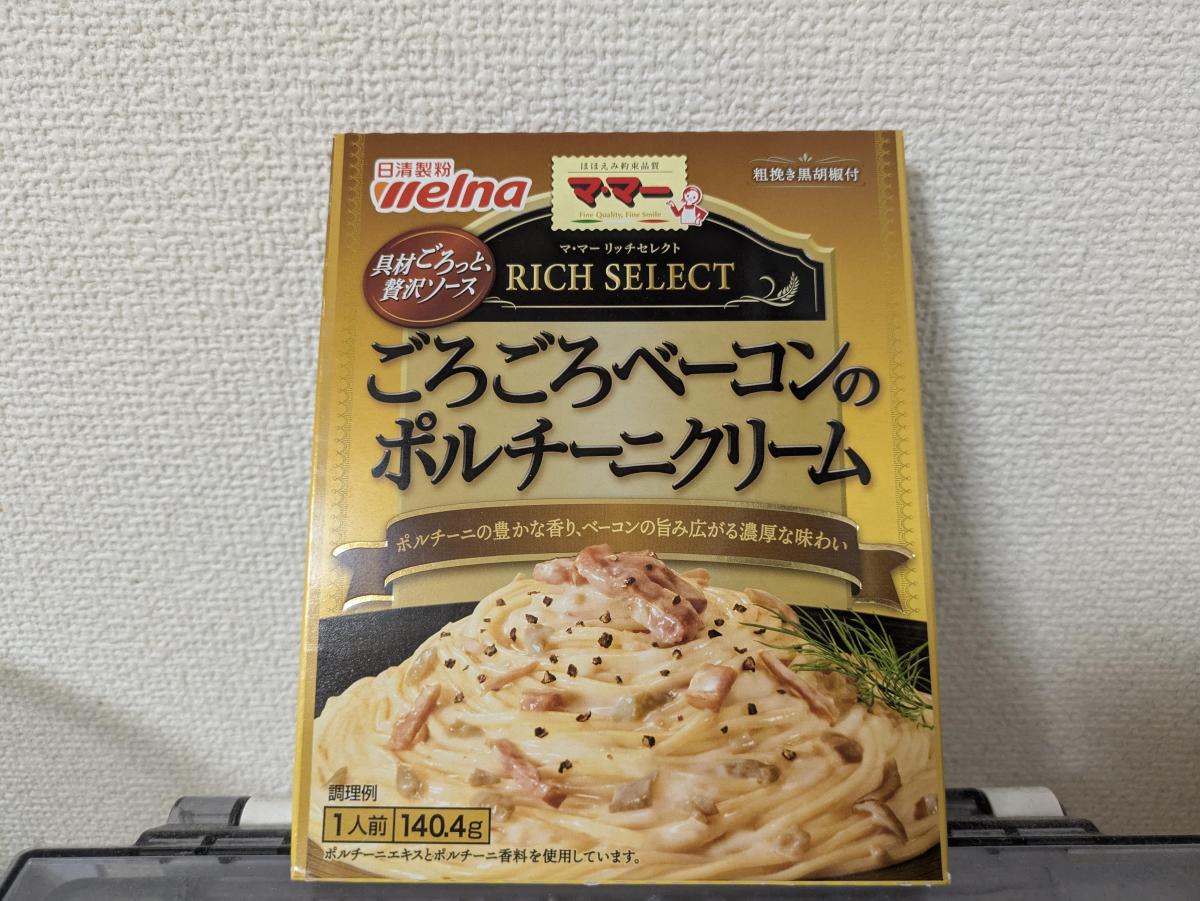 日清製粉
Welna
ほほえみ約束品質
マ・マー
Fine Quality, Fine Smile
粗挽き黒胡椒付
具材ごろっと、
贅沢ソース
マ・マー リッチセレクト
RICH SELECT
ごろごろベーコンの
ポルチーニクリーム
ポルチーニの豊かな香り、ベーコンの旨み広がる濃厚な味わい
調理例
1人前 140.4g
ポルチーニエキスとポルチーニ香料を使用しています。